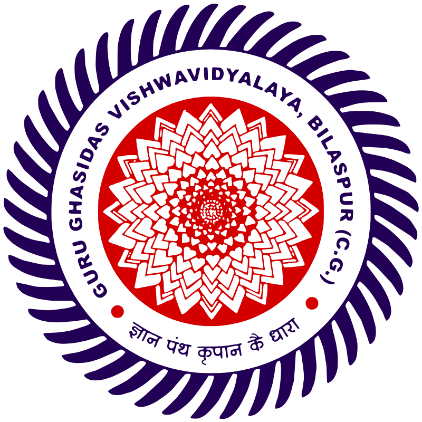 GURU GHASIDAS VISHWAVIDYALAYA, BILASPUR (C.G.)
ज्ञान पंथ कृपान कै धारा